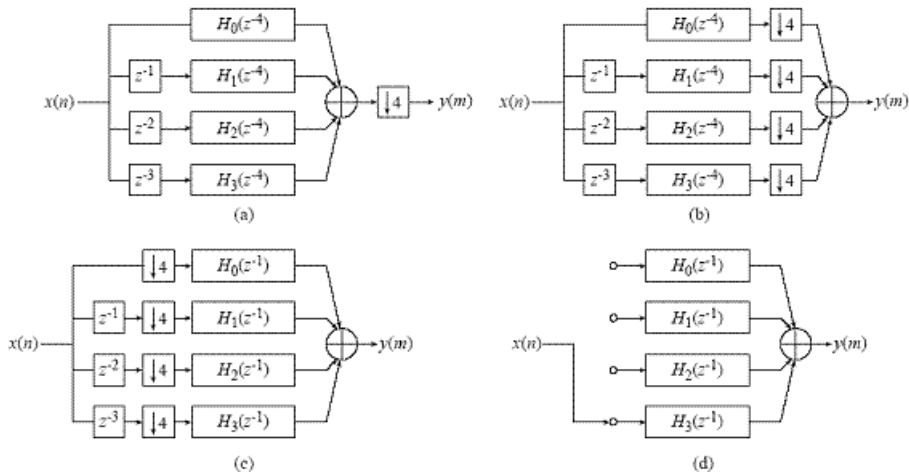 H₀(z⁻⁴)
z⁻¹ H₁(z⁻⁴)
x(n) ↓4 y(m)
z⁻² H₂(z⁻⁴)
z⁻³ H₃(z⁻⁴)
(a)
H₀(z⁻⁴) ↓4
z⁻¹ H₁(z⁻⁴) ↓4
x(n) y(m)
z⁻² H₂(z⁻⁴) ↓4
z⁻³ H₃(z⁻⁴) ↓4
(b)
↓4 H₀(z⁻¹)
z⁻¹ ↓4 H₁(z⁻¹)
x(n) y(m)
z⁻² ↓4 H₂(z⁻¹)
z⁻³ ↓4 H₃(z⁻¹)
(c)
H₀(z⁻¹)
H₁(z⁻¹)
x(n) y(m)
H₂(z⁻¹)
H₃(z⁻¹)
(d)